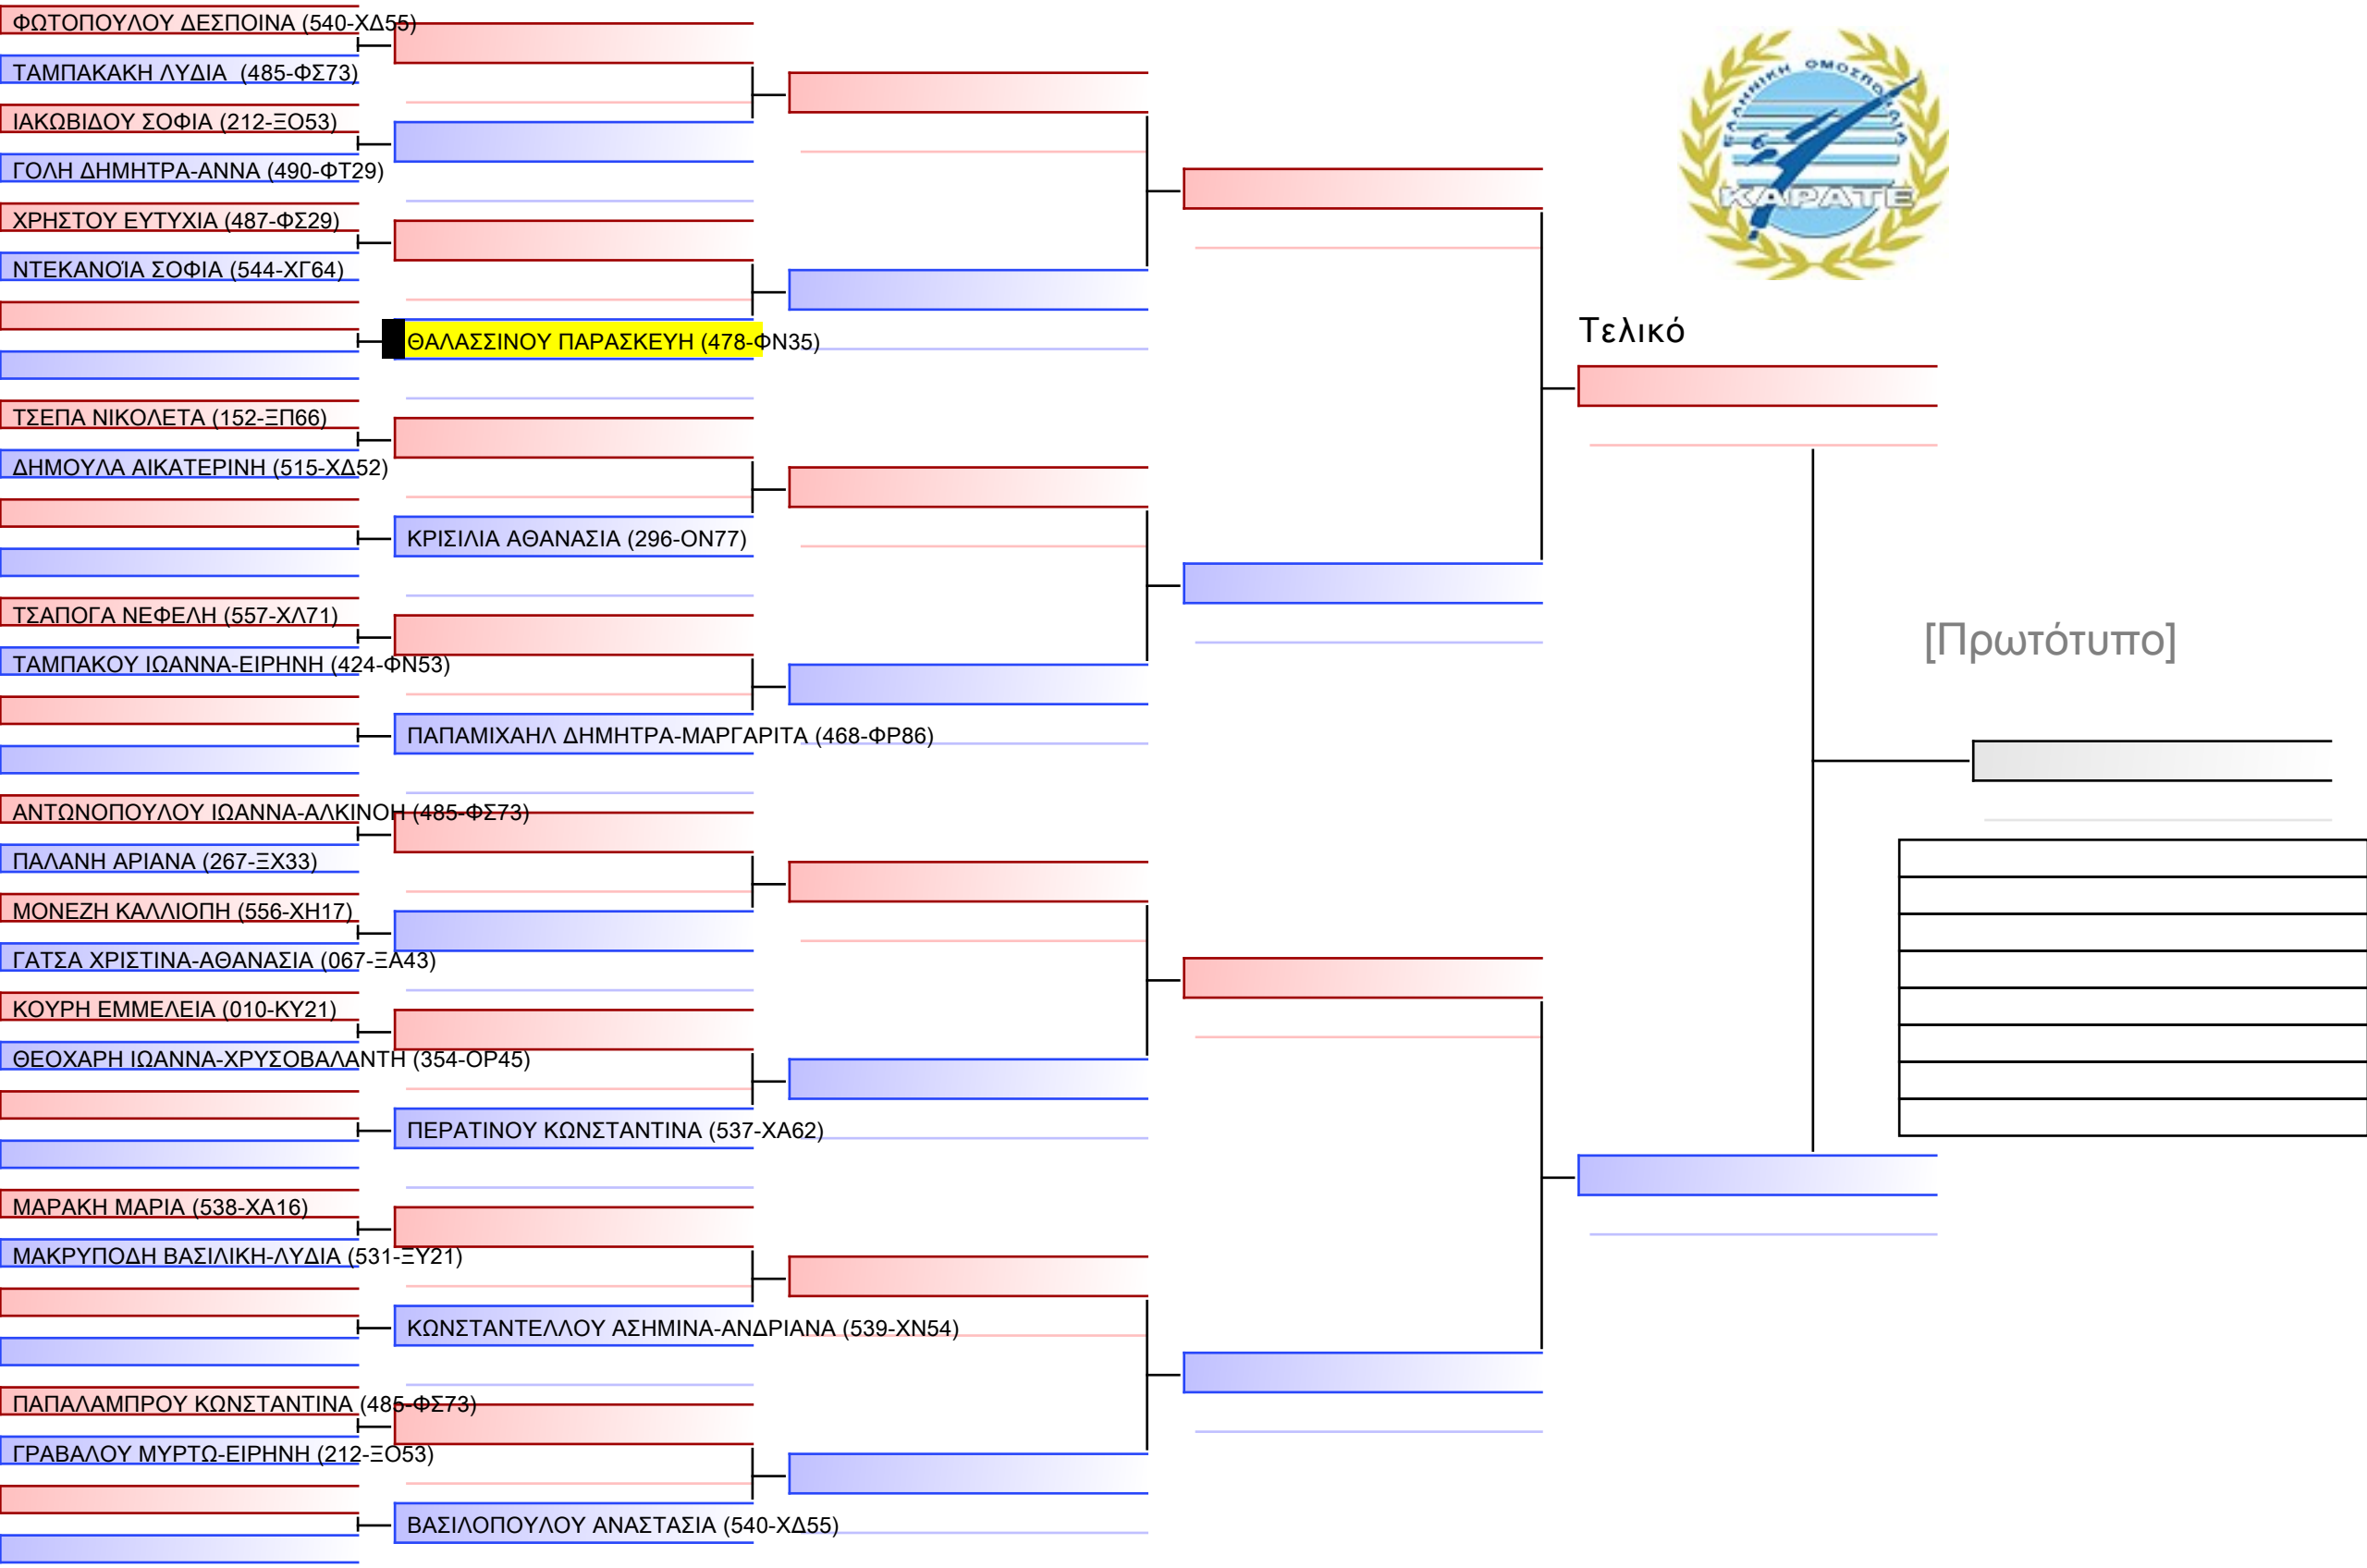 ΦΩΤΟΠΟΥΛΟΥ ΔΕΣΠΟΙΝΑ (540-ΧΔ55)
ΤΑΜΠΑΚΑΚΗ ΛΥΔΙΑ (485-ΦΣ73)
ΙΑΚΩΒΙΔΟΥ ΣΟΦΙΑ (212-ΞΟ53)
ΓΟΛΗ ΔΗΜΗΤΡΑ-ΑΝΝΑ (490-ΦΤ29)
ΧΡΗΣΤΟΥ ΕΥΤΥΧΙΑ (487-ΦΣ29)
ΝΤΕΚΑΝΟΪΑ ΣΟΦΙΑ (544-ΧΓ64)
ΘΑΛΑΣΣΙΝΟΥ ΠΑΡΑΣΚΕΥΗ (478-ΦΝ35)
ΤΣΕΠΑ ΝΙΚΟΛΕΤΑ (152-ΞΠ66)
ΔΗΜΟΥΛΑ ΑΙΚΑΤΕΡΙΝΗ (515-ΧΔ52)
ΚΡΙΣΙΛΙΑ ΑΘΑΝΑΣΙΑ (296-ΟΝ77)
ΤΣΑΠΟΓΑ ΝΕΦΕΛΗ (557-ΧΛ71)
ΤΑΜΠΑΚΟΥ ΙΩΑΝΝΑ-ΕΙΡΗΝΗ (424-ΦΝ53)
ΠΑΠΑΜΙΧΑΗΛ ΔΗΜΗΤΡΑ-ΜΑΡΓΑΡΙΤΑ (468-ΦΡ86)
ΑΝΤΩΝΟΠΟΥΛΟΥ ΙΩΑΝΝΑ-ΑΛΚΙΝΟΗ (485-ΦΣ73)
ΠΑΛΑΝΗ ΑΡΙΑΝΑ (267-ΞΧ33)
ΜΟΝΕΖΗ ΚΑΛΛΙΟΠΗ (556-ΧΗ17)
ΓΑΤΣΑ ΧΡΙΣΤΙΝΑ-ΑΘΑΝΑΣΙΑ (067-ΞΑ43)
ΚΟΥΡΗ ΕΜΜΕΛΕΙΑ (010-ΚΥ21)
ΘΕΟΧΑΡΗ ΙΩΑΝΝΑ-ΧΡΥΣΟΒΑΛΑΝΤΗ (354-ΟΡ45)
ΠΕΡΑΤΙΝΟΥ ΚΩΝΣΤΑΝΤΙΝΑ (537-ΧΑ62)
ΜΑΡΑΚΗ ΜΑΡΙΑ (538-ΧΑ16)
ΜΑΚΡΥΠΟΔΗ ΒΑΣΙΛΙΚΗ-ΛΥΔΙΑ (531-ΞΥ21)
ΚΩΝΣΤΑΝΤΕΛΛΟΥ ΑΣΗΜΙΝΑ-ΑΝΔΡΙΑΝΑ (539-ΧΝ54)
ΠΑΠΑΛΑΜΠΡΟΥ ΚΩΝΣΤΑΝΤΙΝΑ (485-ΦΣ73)
ΓΡΑΒΑΛΟΥ ΜΥΡΤΩ-ΕΙΡΗΝΗ (212-ΞΟ53)
ΒΑΣΙΛΟΠΟΥΛΟΥ ΑΝΑΣΤΑΣΙΑ (540-ΧΔ55)
ΕΛΛΗΝΙΚΗ ΟΜΟΣΠΟΝΔΙΑ
ΚΑΡΑΤΕ
Τελικό
[Πρωτότυπο]